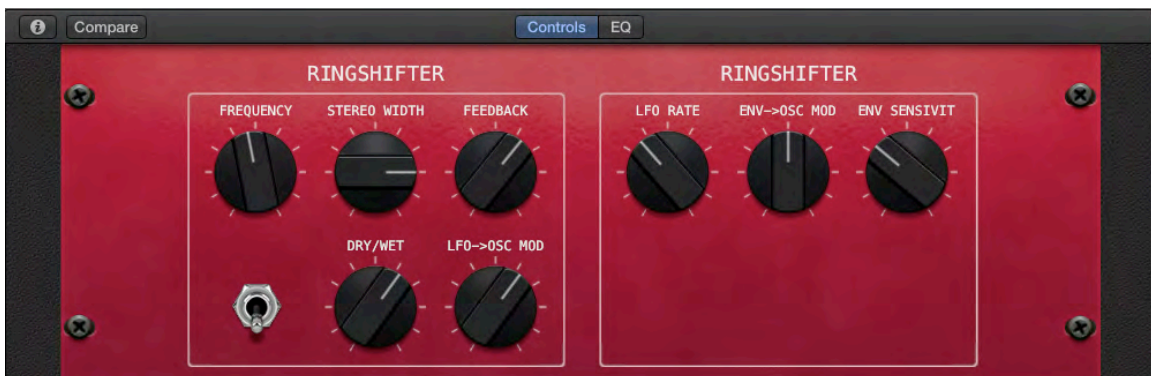 Compare
Controls EQ
RINGSHIFTER
FREQUENCY STEREO WIDTH FEEDBACK
DRY/WET LFO->OSC MOD
RINGSHIFTER
LFO RATE ENV->OSC MOD ENV SENSIVIT